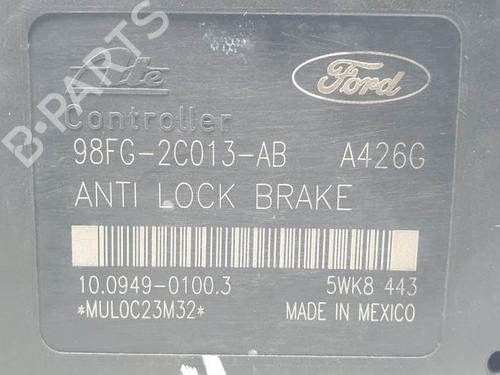 B-PARTS
Ate
Ford
Controller
98FG-2C013-AB A426G
ANTI LOCK BRAKE
10.0949-0100.3 5WK8 443
*MUL0C23M32* MADE IN MEXICO